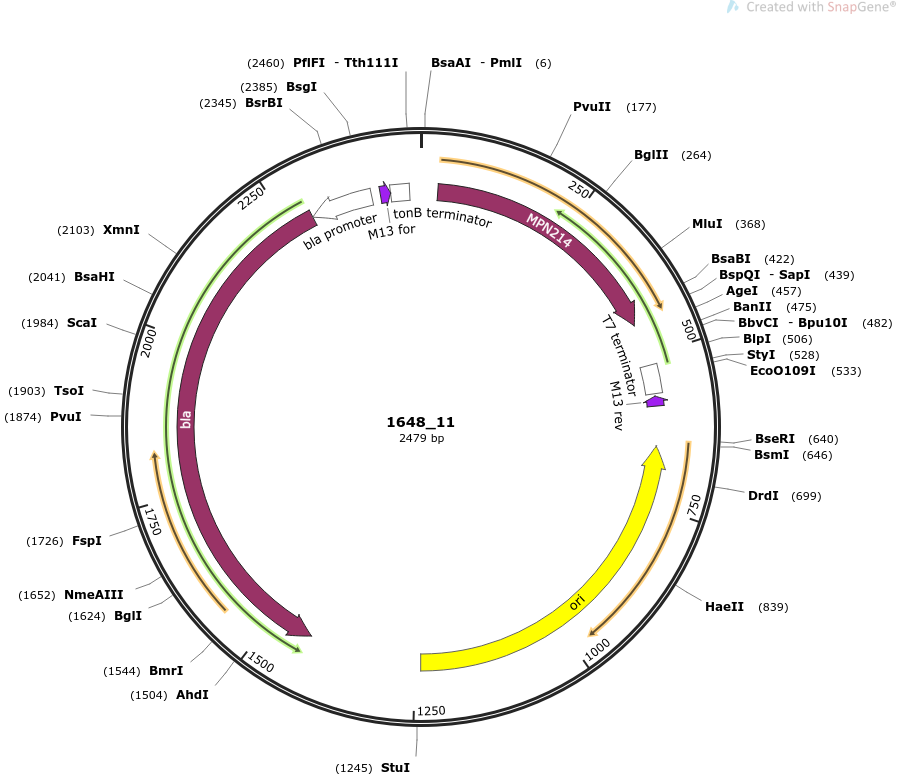 Created with SnapGene®
(2460) PflFI - Tth111I
BsaAI - PmlI (6)
(2385) BsgI
(2345) BsrBI
PvuII (177)
BglII (264)
MluI (368)
BsaBI (422)
BspQI - SapI (439)
AgeI (457)
BanII (475)
BbvCI - Bpu10I (482)
BlpI (506)
StyI (528)
EcoO109I (533)
BseRI (640)
BsmI (646)
DrdI (699)
HaeII (839)
(1245) StuI
(1504) AhdI
(1544) BmrI
(1624) BglI
(1652) NmeAIII
(1726) FspI
(1874) PvuI
(1903) TsoI
(1984) ScaI
(2041) BsaHI
(2103) XmnI
250
500
750
1000
1250
1500
1750
2000
2250
bla promoter
M13 for
tonB terminator
MPN214
T7 terminator
M13 rev
ori
bla
1648_11
2479 bp